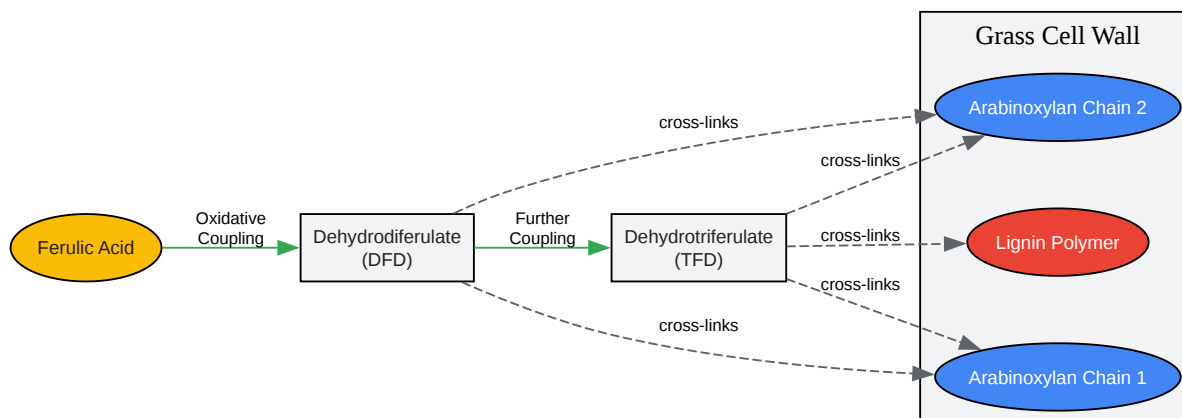 Grass Cell Wall
Arabinoxylan Chain 2
cross-links
cross-links
Oxidative
Coupling
Further
Coupling
Ferulic Acid
Dehydrodiferulate
(DFD)
Dehydrotriferulate
(TFD)
cross-links
Lignin Polymer
cross-links
cross-links
Arabinoxylan Chain 1